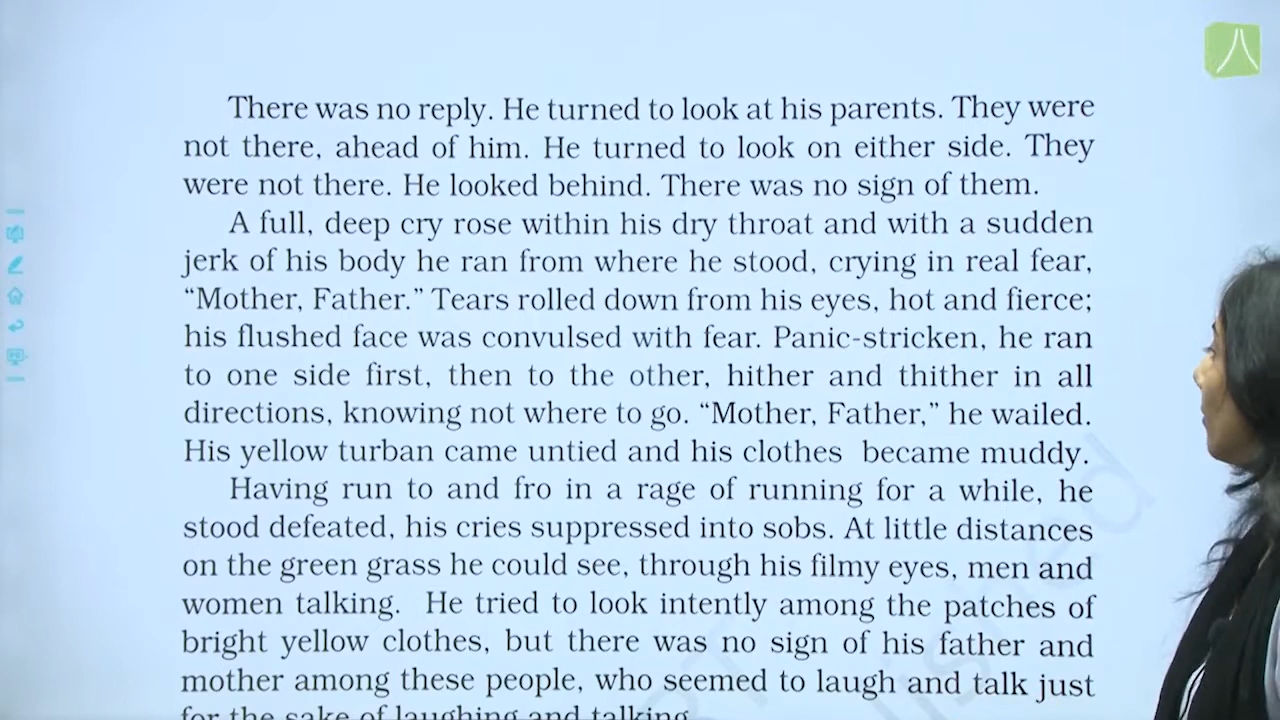 There was no reply. He turned to look at his parents. They were
not there, ahead of him. He turned to look on either side. They
were not there. He looked behind. There was no sign of them.
A full, deep cry rose within his dry throat and with a sudden
jerk of his body he ran from where he stood, crying in real fear,
“Mother, Father.” Tears rolled down from his eyes, hot and fierce;
his flushed face was convulsed with fear. Panic-stricken, he ran
to one side first, then to the other, hither and thither in all
directions, knowing not where to go. “Mother, Father,” he wailed.
His yellow turban came untied and his clothes became muddy.
Having run to and fro in a rage of running for a while, he
stood defeated, his cries suppressed into sobs. At little distances
on the green grass he could see, through his filmy eyes, men and
women talking. He tried to look intently among the patches of
bright yellow clothes, but there was no sign of his father and
mother among these people, who seemed to laugh and talk just
for the sake of laughing and talking.